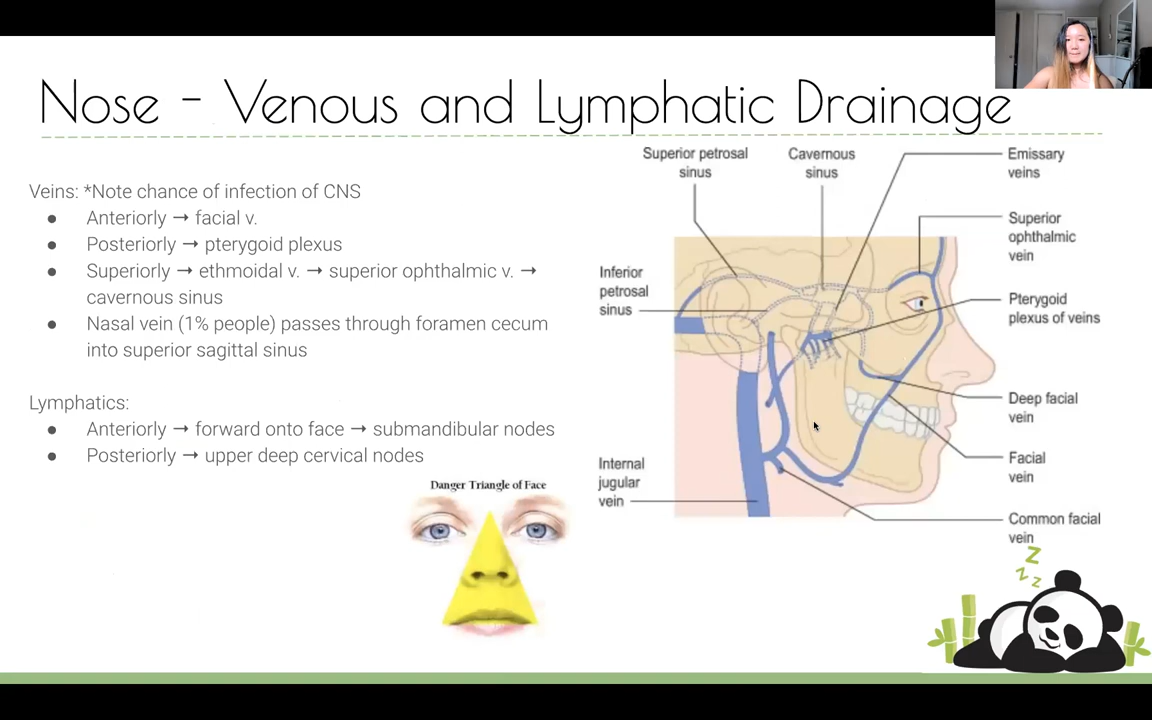 Nose - Venous and Lymphatic Drainage
Veins: *Note chance of infection of CNS
● Anteriorly → facial v.
● Posteriorly → pterygoid plexus
● Superiorly → ethmoidal v. → superior ophthalmic v. →
cavernous sinus
● Nasal vein (1% people) passes through foramen cecum
into superior sagittal sinus
Lymphatics:
● Anteriorly → forward onto face → submandibular nodes
● Posteriorly → upper deep cervical nodes
Danger Triangle of Face
Superior petrosal
sinus
Cavernous
sinus
Emissary
veins
Superior
ophthalmic
vein
Inferior
petrosal
sinus
Pterygoid
plexus of veins
Deep facial
vein
Facial
vein
Internal
jugular
vein
Common facial
vein
Z
Z
Z